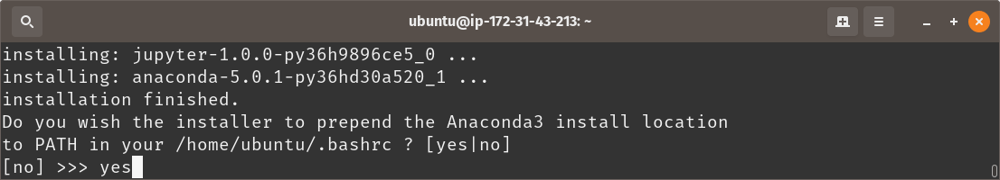 ubuntu@ip-172-31-43-213: ~
installing: jupyter-1.0.0-py36h9896ce5_0 ...
installing: anaconda-5.0.1-py36hd30a520_1 ...
installation finished.
Do you wish the installer to prepend the Anaconda3 install location
to PATH in your /home/ubuntu/.bashrc ? [yes|no]
[no] >>> yes